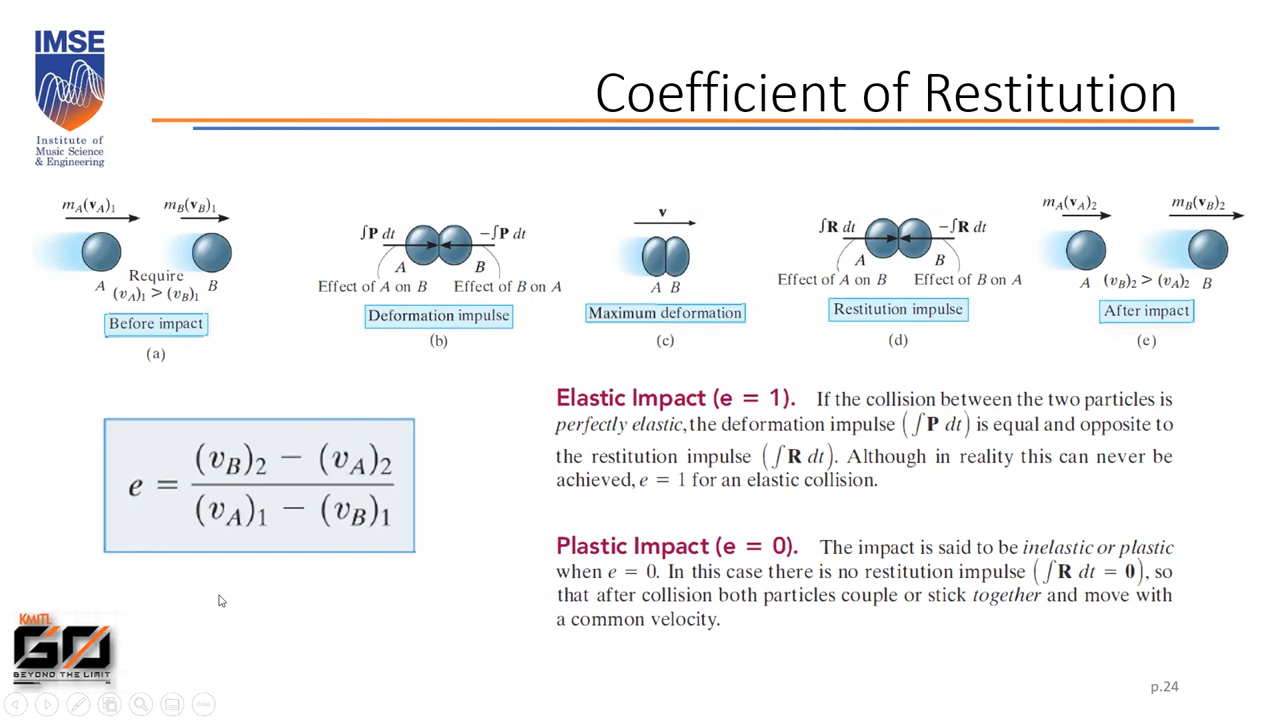 IMSE
Institute of
Music Science
& Engineering
Coefficient of Restitution
m_A(v_A)_1 m_B(v_B)_1
Require
A (v_A)_1 > (v_B)_1 B
Before impact
(a)
∫P dt −∫P dt
A B
Effect of A on B Effect of B on A
Deformation impulse
(b)
v
A B
Maximum deformation
(c)
∫R dt −∫R dt
A B
Effect of A on B Effect of B on A
Restitution impulse
(d)
m_A(v_A)_2 m_B(v_B)_2
A (v_B)_2 > (v_A)_2 B
After impact
(e)
e = ((v_B)_2 − (v_A)_2) / ((v_A)_1 − (v_B)_1)
Elastic Impact (e = 1). If the collision between the two particles is
perfectly elastic, the deformation impulse (∫P dt) is equal and opposite to
the restitution impulse (∫R dt). Although in reality this can never be
achieved, e = 1 for an elastic collision.
Plastic Impact (e = 0). The impact is said to be inelastic or plastic
when e = 0. In this case there is no restitution impulse (∫R dt = 0), so
that after collision both particles couple or stick together and move with
a common velocity.
KMITL
GO
BEYOND THE LIMIT
p.24